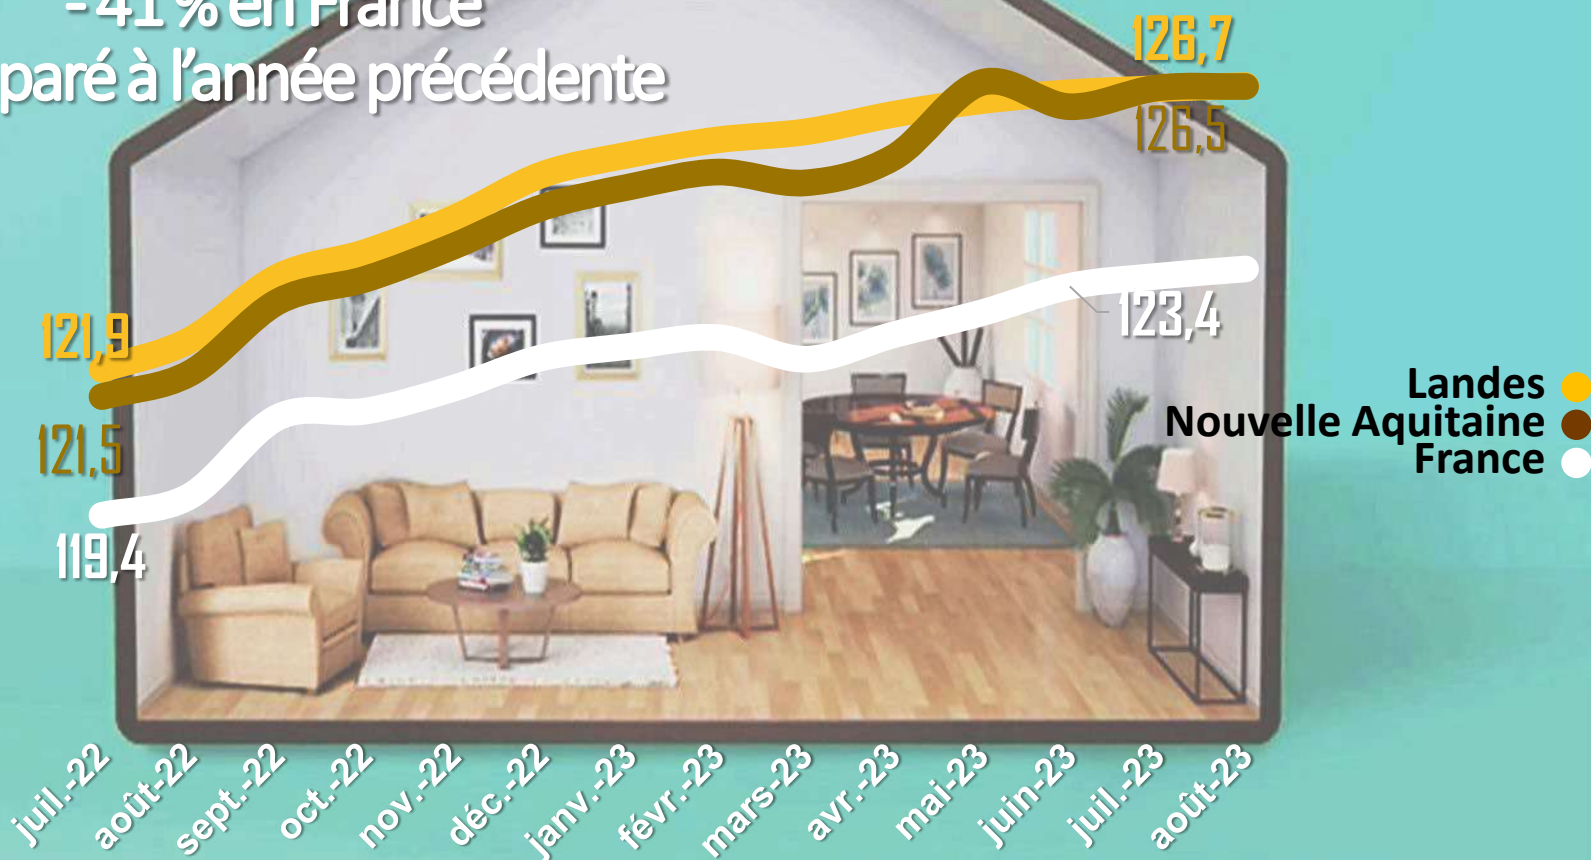 - 41 % en France
paré à l’année précédente
126,7
126,5
121,9
123,4
Landes
Nouvelle Aquitaine
121,5
France
119,4
juil.-22
août-22
sept.-22
oct.-22
nov.-22
déc.-22
janv.-23
févr.-23
mars-23
avr.-23
mai-23
juin-23
juil.-23
août-23